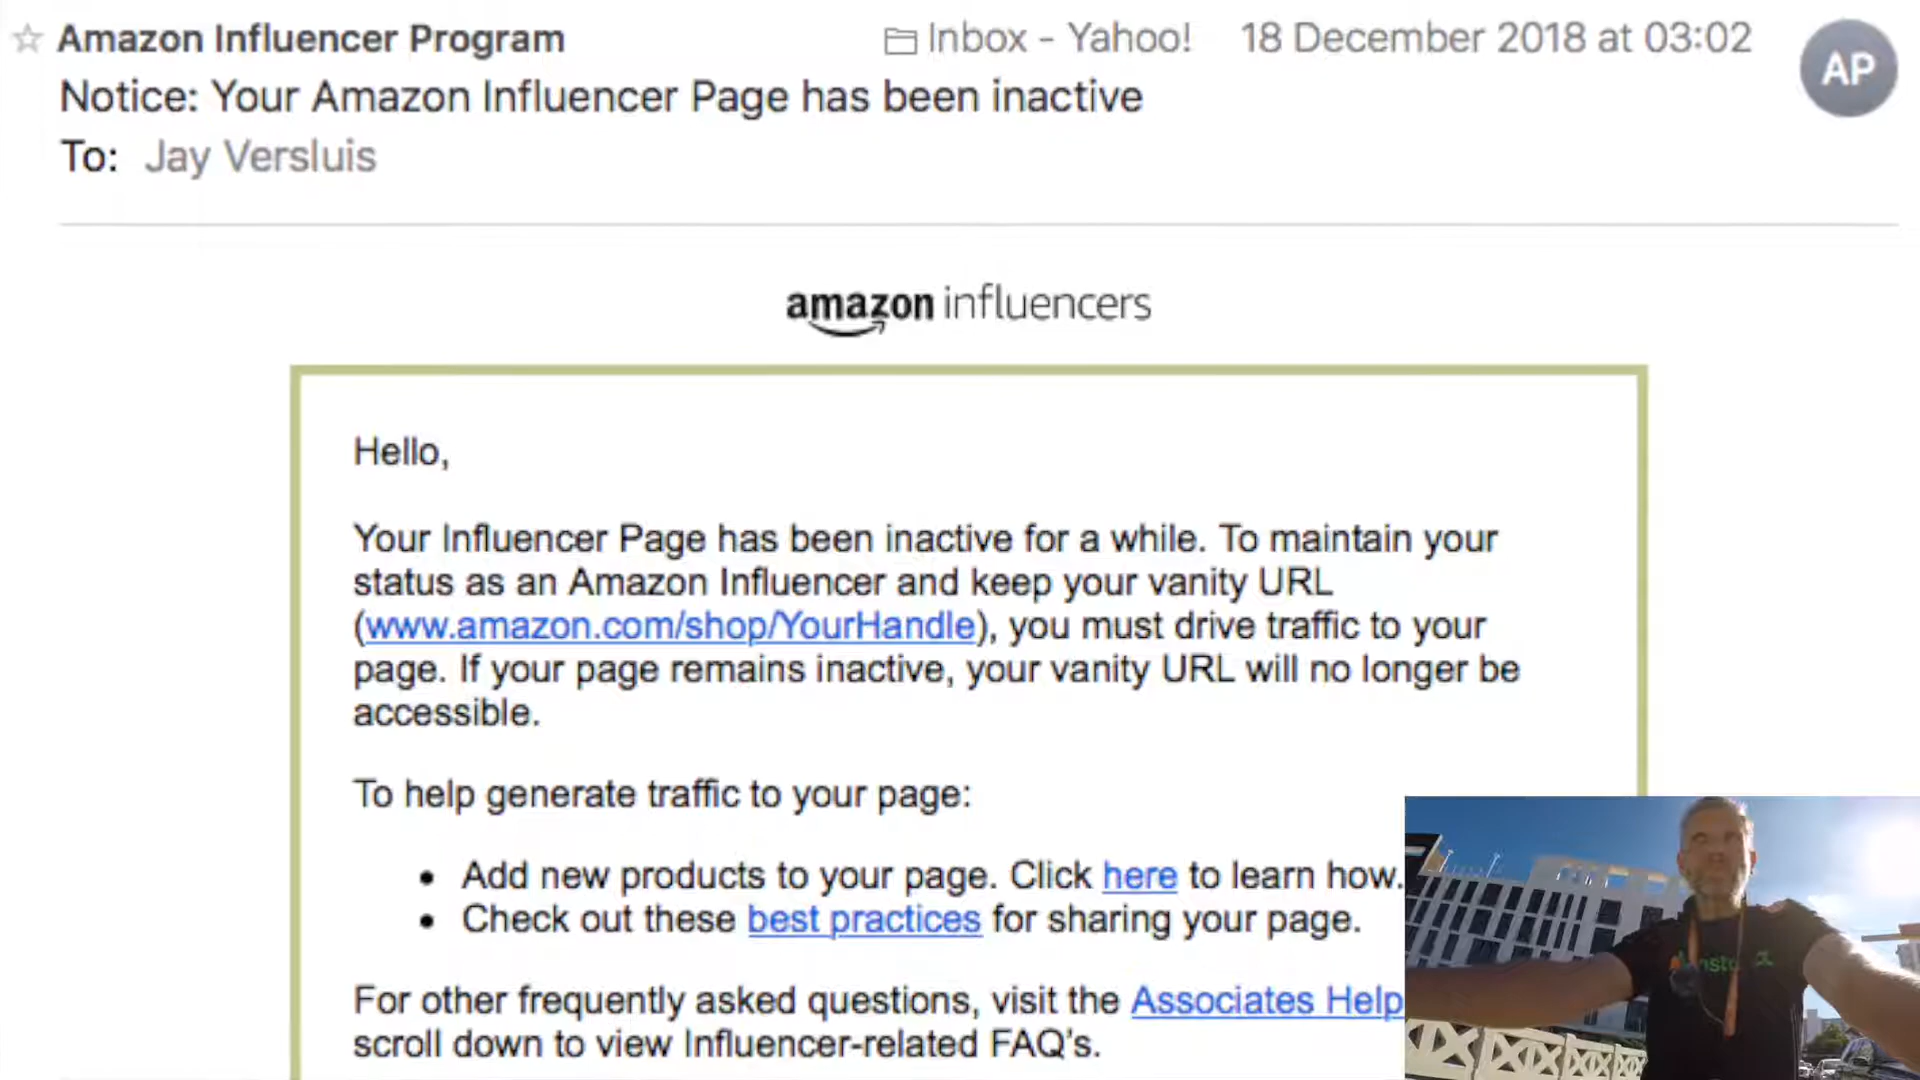 Amazon Influencer Program
Inbox - Yahoo!
18 December 2018 at 03:02
AP
Notice: Your Amazon Influencer Page has been inactive
To: Jay Versluis
amazon influencers
Hello,
Your Influencer Page has been inactive for a while. To maintain your
status as an Amazon Influencer and keep your vanity URL
(www.amazon.com/shop/YourHandle), you must drive traffic to your
page. If your page remains inactive, your vanity URL will no longer be
accessible.
To help generate traffic to your page:
• Add new products to your page. Click here to learn how.
• Check out these best practices for sharing your page.
For other frequently asked questions, visit the Associates Help
scroll down to view Influencer-related FAQ's.